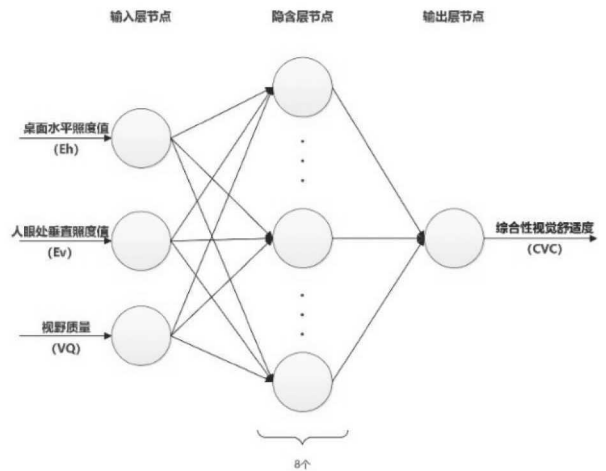 输入层节点
隐含层节点
输出层节点
桌面水平照度值
(Eh)
人眼处垂直照度值
(Ev)
综合性视觉舒适度
(CVC)
视野质量
(VQ)
8个